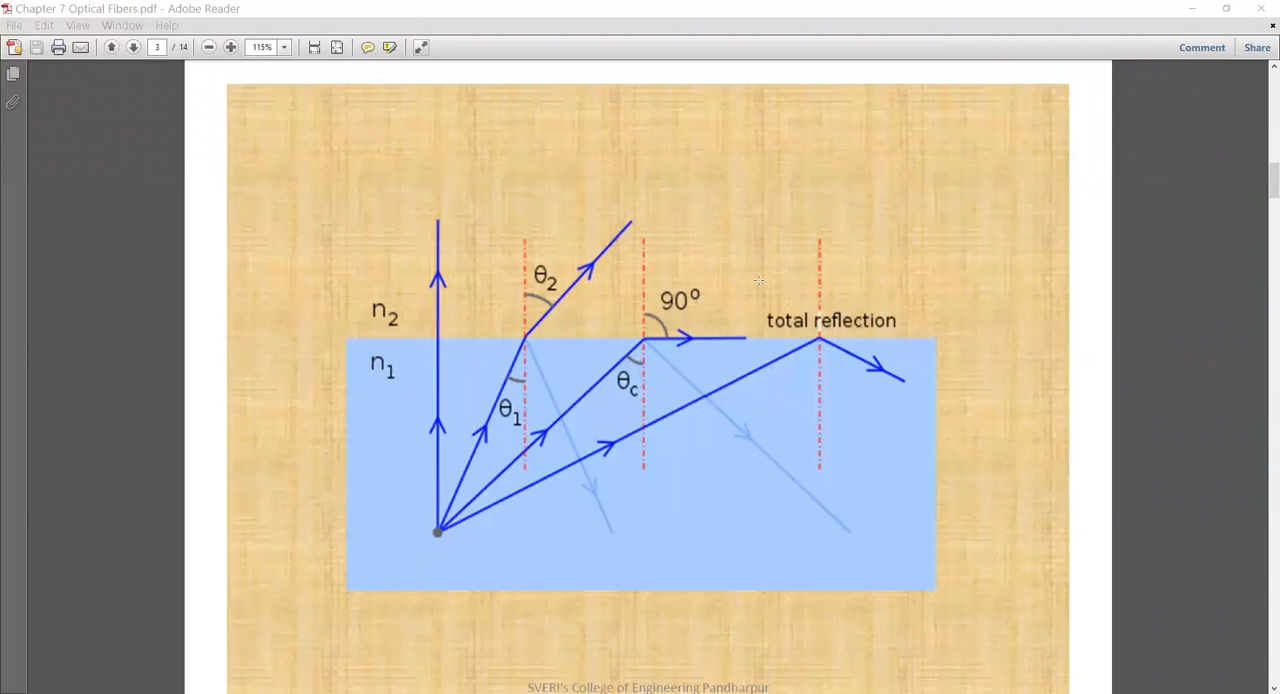 Chapter 7 Optical Fibers.pdf - Adobe Reader
File Edit View Window Help
3 / 14 115% Comment Share
θ2
90°
n2
total reflection
n1
θc
θ1
SVERI's College of Engineering Pandharpur